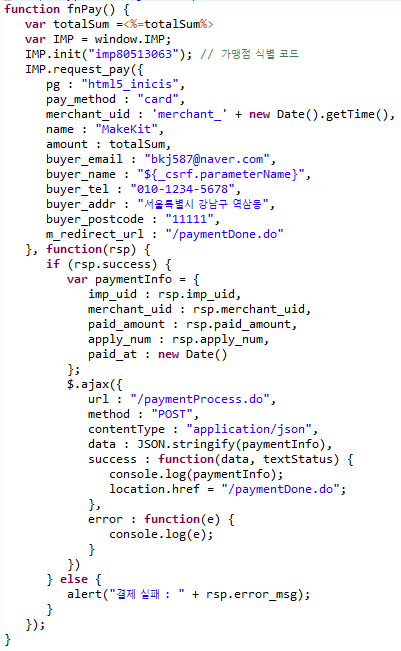 function fnPay() {
var totalSum =<%=totalSum%>
var IMP = window.IMP;
IMP.init("imp80513063"); // 가맹점 식별 코드
IMP.request_pay({
pg : "html5_inicis",
pay_method : "card",
merchant_uid : 'merchant_' + new Date().getTime(),
name : "MakeKit",
amount : totalSum,
buyer_email : "bkj587@naver.com",
buyer_name : "${_csrf.parameterName}",
buyer_tel : "010-1234-5678",
buyer_addr : "서울특별시 강남구 역삼동",
buyer_postcode : "11111",
m_redirect_url : "/paymentDone.do"
}, function(rsp) {
if (rsp.success) {
var paymentInfo = {
imp_uid : rsp.imp_uid,
merchant_uid : rsp.merchant_uid,
paid_amount : rsp.paid_amount,
apply_num : rsp.apply_num,
paid_at : new Date()
};
$.ajax({
url : "/paymentProcess.do",
method : "POST",
contentType : "application/json",
data : JSON.stringify(paymentInfo),
success : function(data, textStatus) {
console.log(paymentInfo);
location.href = "/paymentDone.do";
},
error : function(e) {
console.log(e);
}
})
} else {
alert("결제 실패 : " + rsp.error_msg);
}
});
}